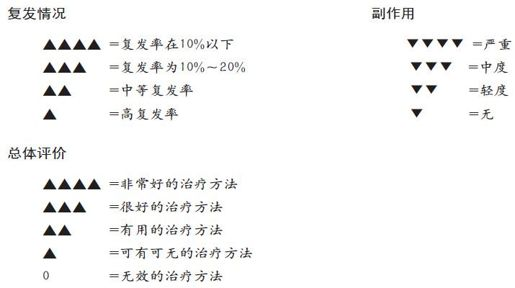 复发情况
▲▲▲▲ =复发率在10%以下
▲▲▲ =复发率为10%～20%
▲▲ =中等复发率
▲ =高复发率
副作用
▼▼▼▼ =严重
▼▼▼ =中度
▼▼ =轻度
▼ =无
总体评价
▲▲▲▲ =非常好的治疗方法
▲▲▲ =很好的治疗方法
▲▲ =有用的治疗方法
▲ =可有可无的治疗方法
0 =无效的治疗方法